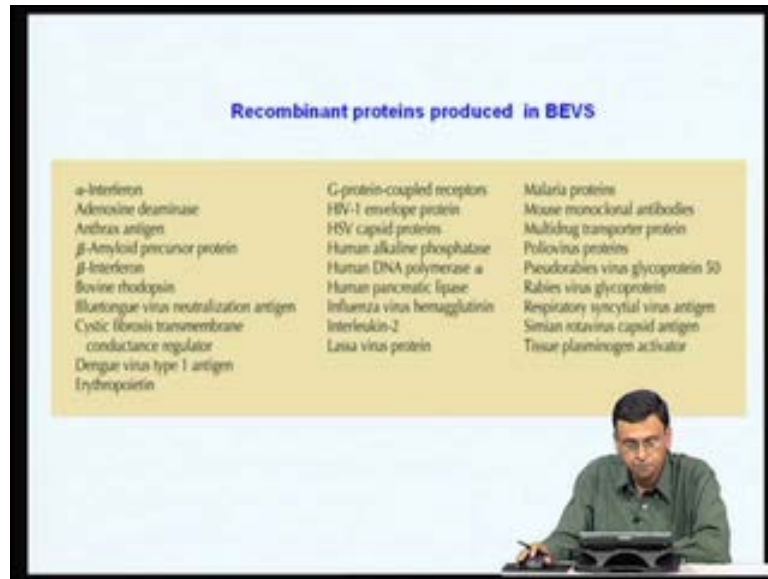 Recombinant proteins produced in BEVS
α-Interferon
Adenosine deaminase
Anthrax antigen
β-Amyloid precursor protein
β-Interferon
Bovine rhodopsin
Bluetongue virus neutralization antigen
Cystic fibrosis transmembrane
conductance regulator
Dengue virus type 1 antigen
Erythropoietin
G-protein-coupled receptors
HIV-1 envelope protein
HSV capsid proteins
Human alkaline phosphatase
Human DNA polymerase α
Human pancreatic lipase
Influenza virus hemagglutinin
Interleukin-2
Lassa virus protein
Malaria proteins
Mouse monoclonal antibodies
Multidrug transporter protein
Poliovirus proteins
Pseudorabies virus glycoprotein 50
Rabies virus glycoprotein
Respiratory syncytial virus antigen
Simian rotavirus capsid antigen
Tissue plasminogen activator